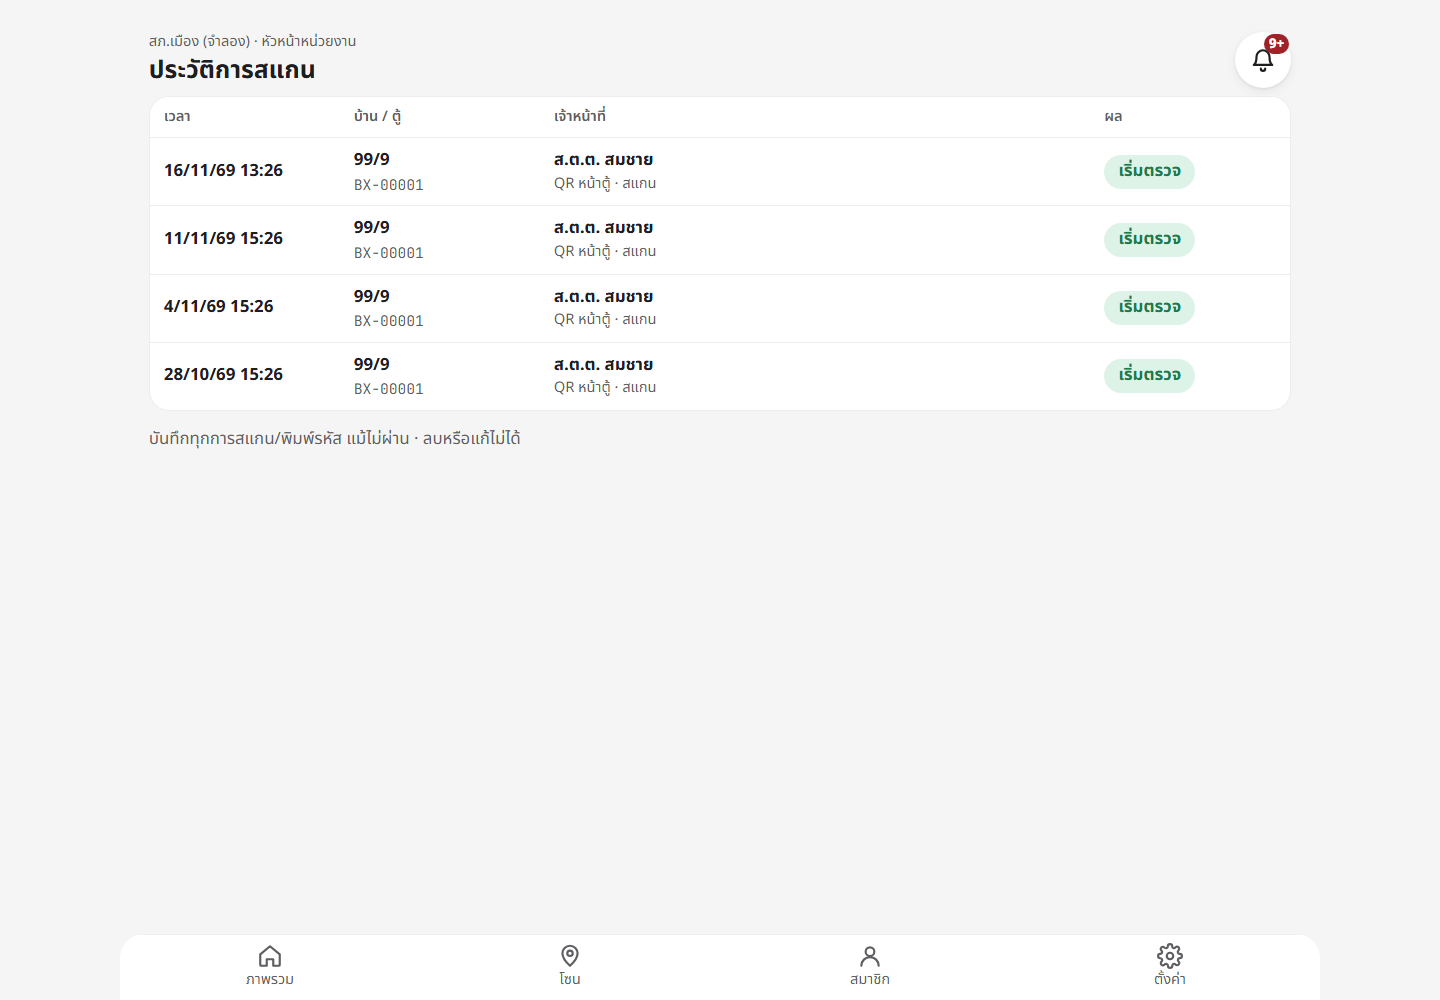 สภ.เมือง (จำลอง) · หัวหน้าหน่วยงาน
ประวัติการสแกน
9+
เวลา บ้าน / ตู้ เจ้าหน้าที่ ผล
16/11/69 13:26 99/9 ส.ต.ต. สมชาย เริ่มตรวจ
BX-00001 QR หน้าตู้ · สแกน
11/11/69 15:26 99/9 ส.ต.ต. สมชาย เริ่มตรวจ
BX-00001 QR หน้าตู้ · สแกน
4/11/69 15:26 99/9 ส.ต.ต. สมชาย เริ่มตรวจ
BX-00001 QR หน้าตู้ · สแกน
28/10/69 15:26 99/9 ส.ต.ต. สมชาย เริ่มตรวจ
BX-00001 QR หน้าตู้ · สแกน
บันทึกทุกการสแกน/พิมพ์รหัส แม้ไม่ผ่าน · ลบหรือแก้ไม่ได้
ภาพรวม โซน สมาชิก ตั้งค่า